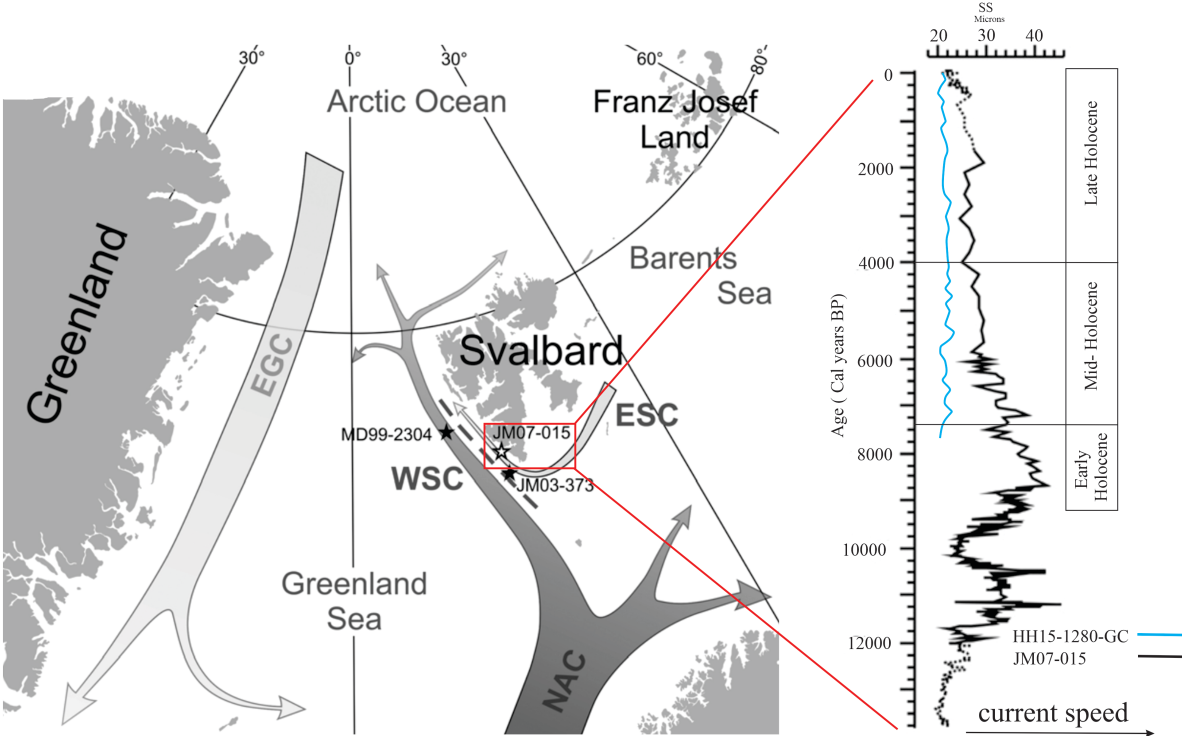 30°
0°
30°
60°
80°
Arctic Ocean
Franz Josef
Land
Greenland
Barents
Sea
EGC
Svalbard
ESC
MD99-2304
JM07-015
WSC
JM03-373
Greenland
Sea
NAC
SS
Microns
20 30 40
Age ( Cal years BP)
0
2000
4000
6000
8000
10000
12000
Late Holocene
Mid- Holocene
Early
Holocene
HH15-1280-GC
JM07-015
current speed